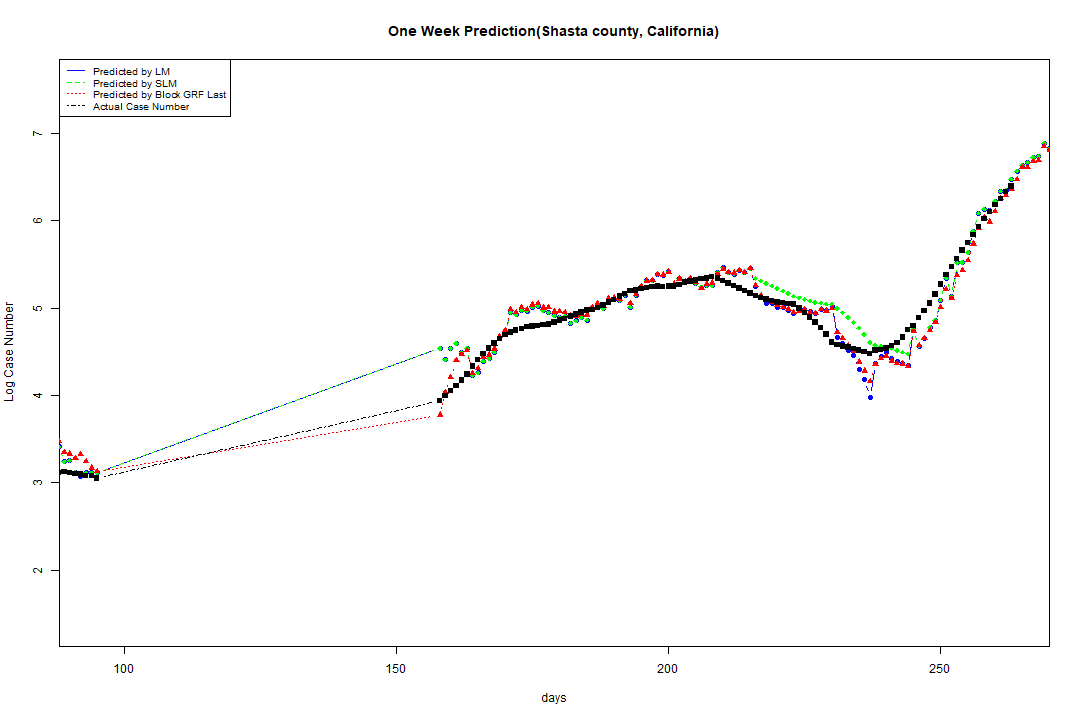 One Week Prediction(Shasta county, California)
Predicted by LM
Predicted by SLM
Predicted by Block GRF Last
Actual Case Number
Log Case Number
7
6
5
4
3
2
100 150 200 250
days